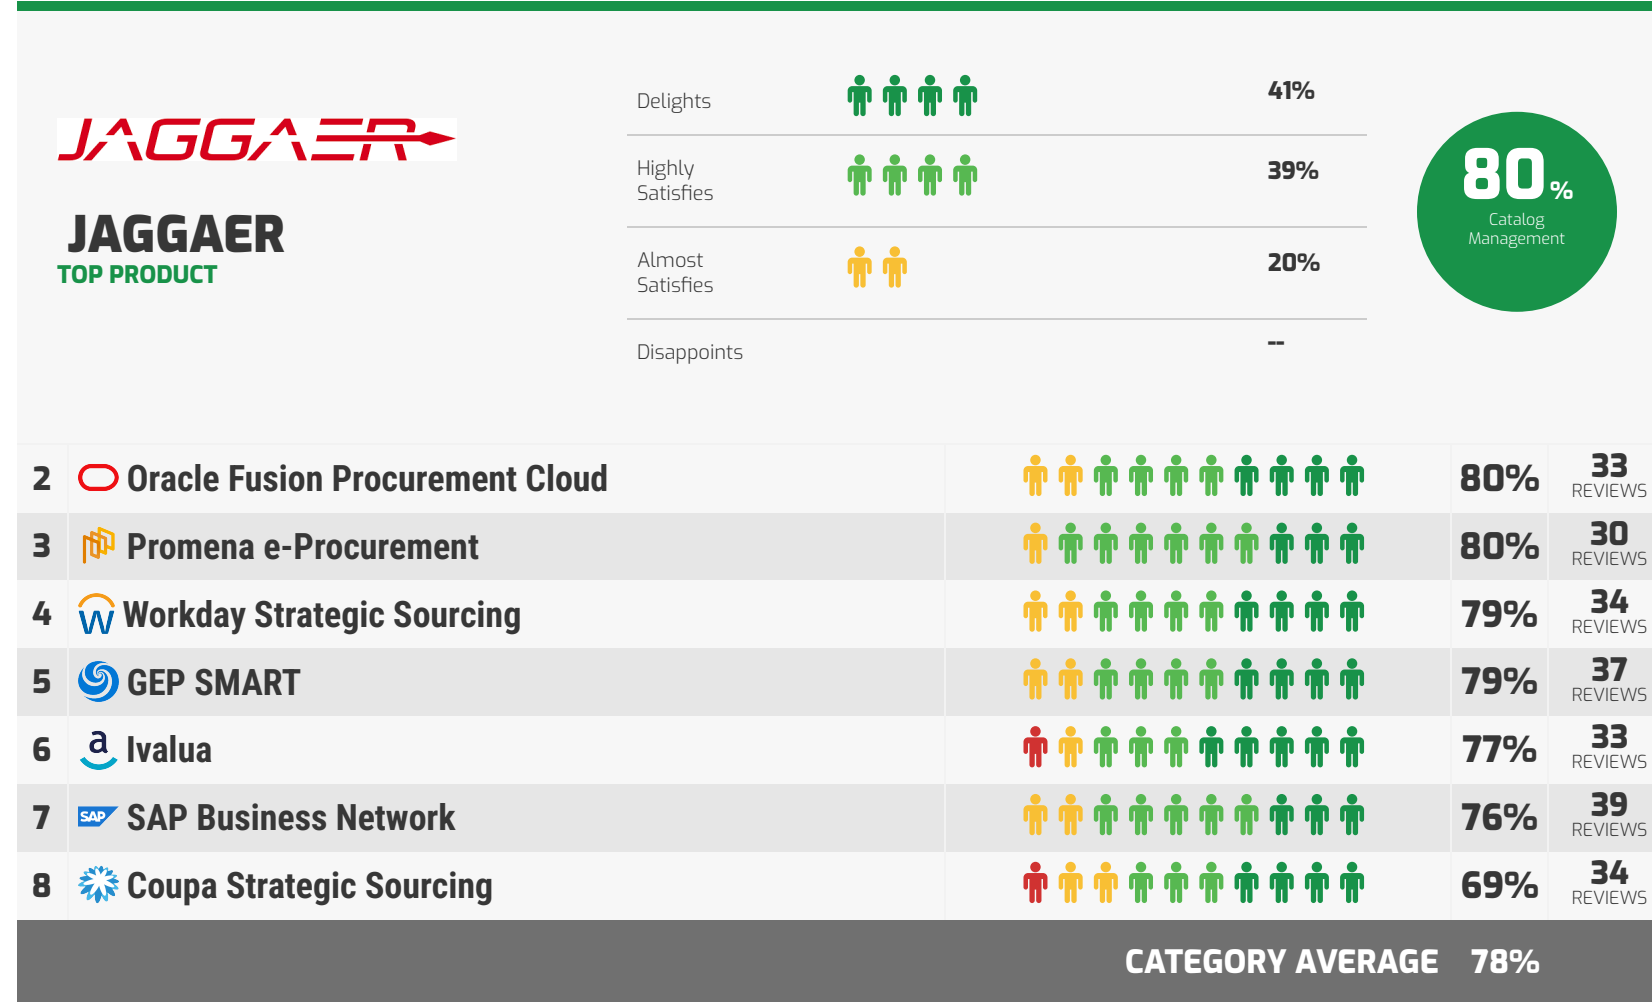 JAGGAER
JAGGAER
TOP PRODUCT
Delights 41%
Highly
Satisfies 39%
Almost
Satisfies 20%
Disappoints --
80%
Catalog
Management
2 Oracle Fusion Procurement Cloud 80% 33 REVIEWS
3 Promena e-Procurement 80% 30 REVIEWS
4 W Workday Strategic Sourcing 79% 34 REVIEWS
5 GEP SMART 79% 37 REVIEWS
6 a Ivalua 77% 33 REVIEWS
7 SAP SAP Business Network 76% 39 REVIEWS
8 Coupa Strategic Sourcing 69% 34 REVIEWS
CATEGORY AVERAGE 78%